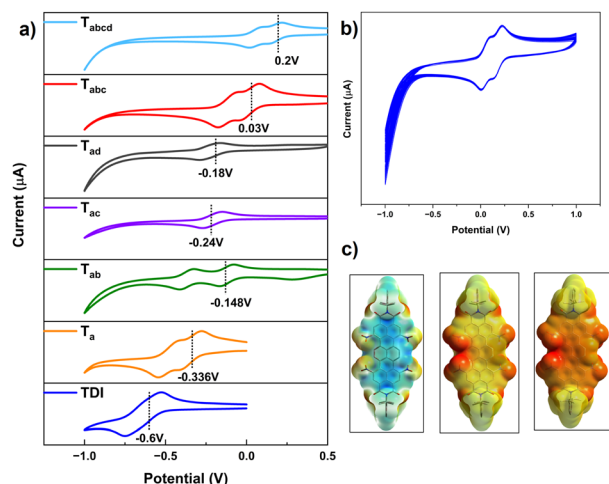 a)
T_abcd
0.2V
T_abc
0.03V
T_ad
-0.18V
T_ac
-0.24V
T_ab
-0.148V
T_a
-0.336V
TDI
-0.6V
−1.0 −0.5 0.0 0.5
Potential (V)
Current (μA)
b)
Current (μA)
−1.0 −0.5 0.0 0.5 1.0
Potential (V)
c)